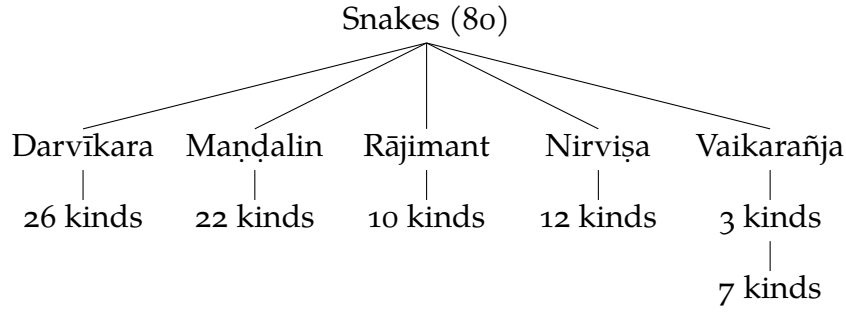 Snakes (80)
Darvīkara Maṇḍalin Rājimant Nirviṣa Vaikarañja
26 kinds 22 kinds 10 kinds 12 kinds 3 kinds
7 kinds